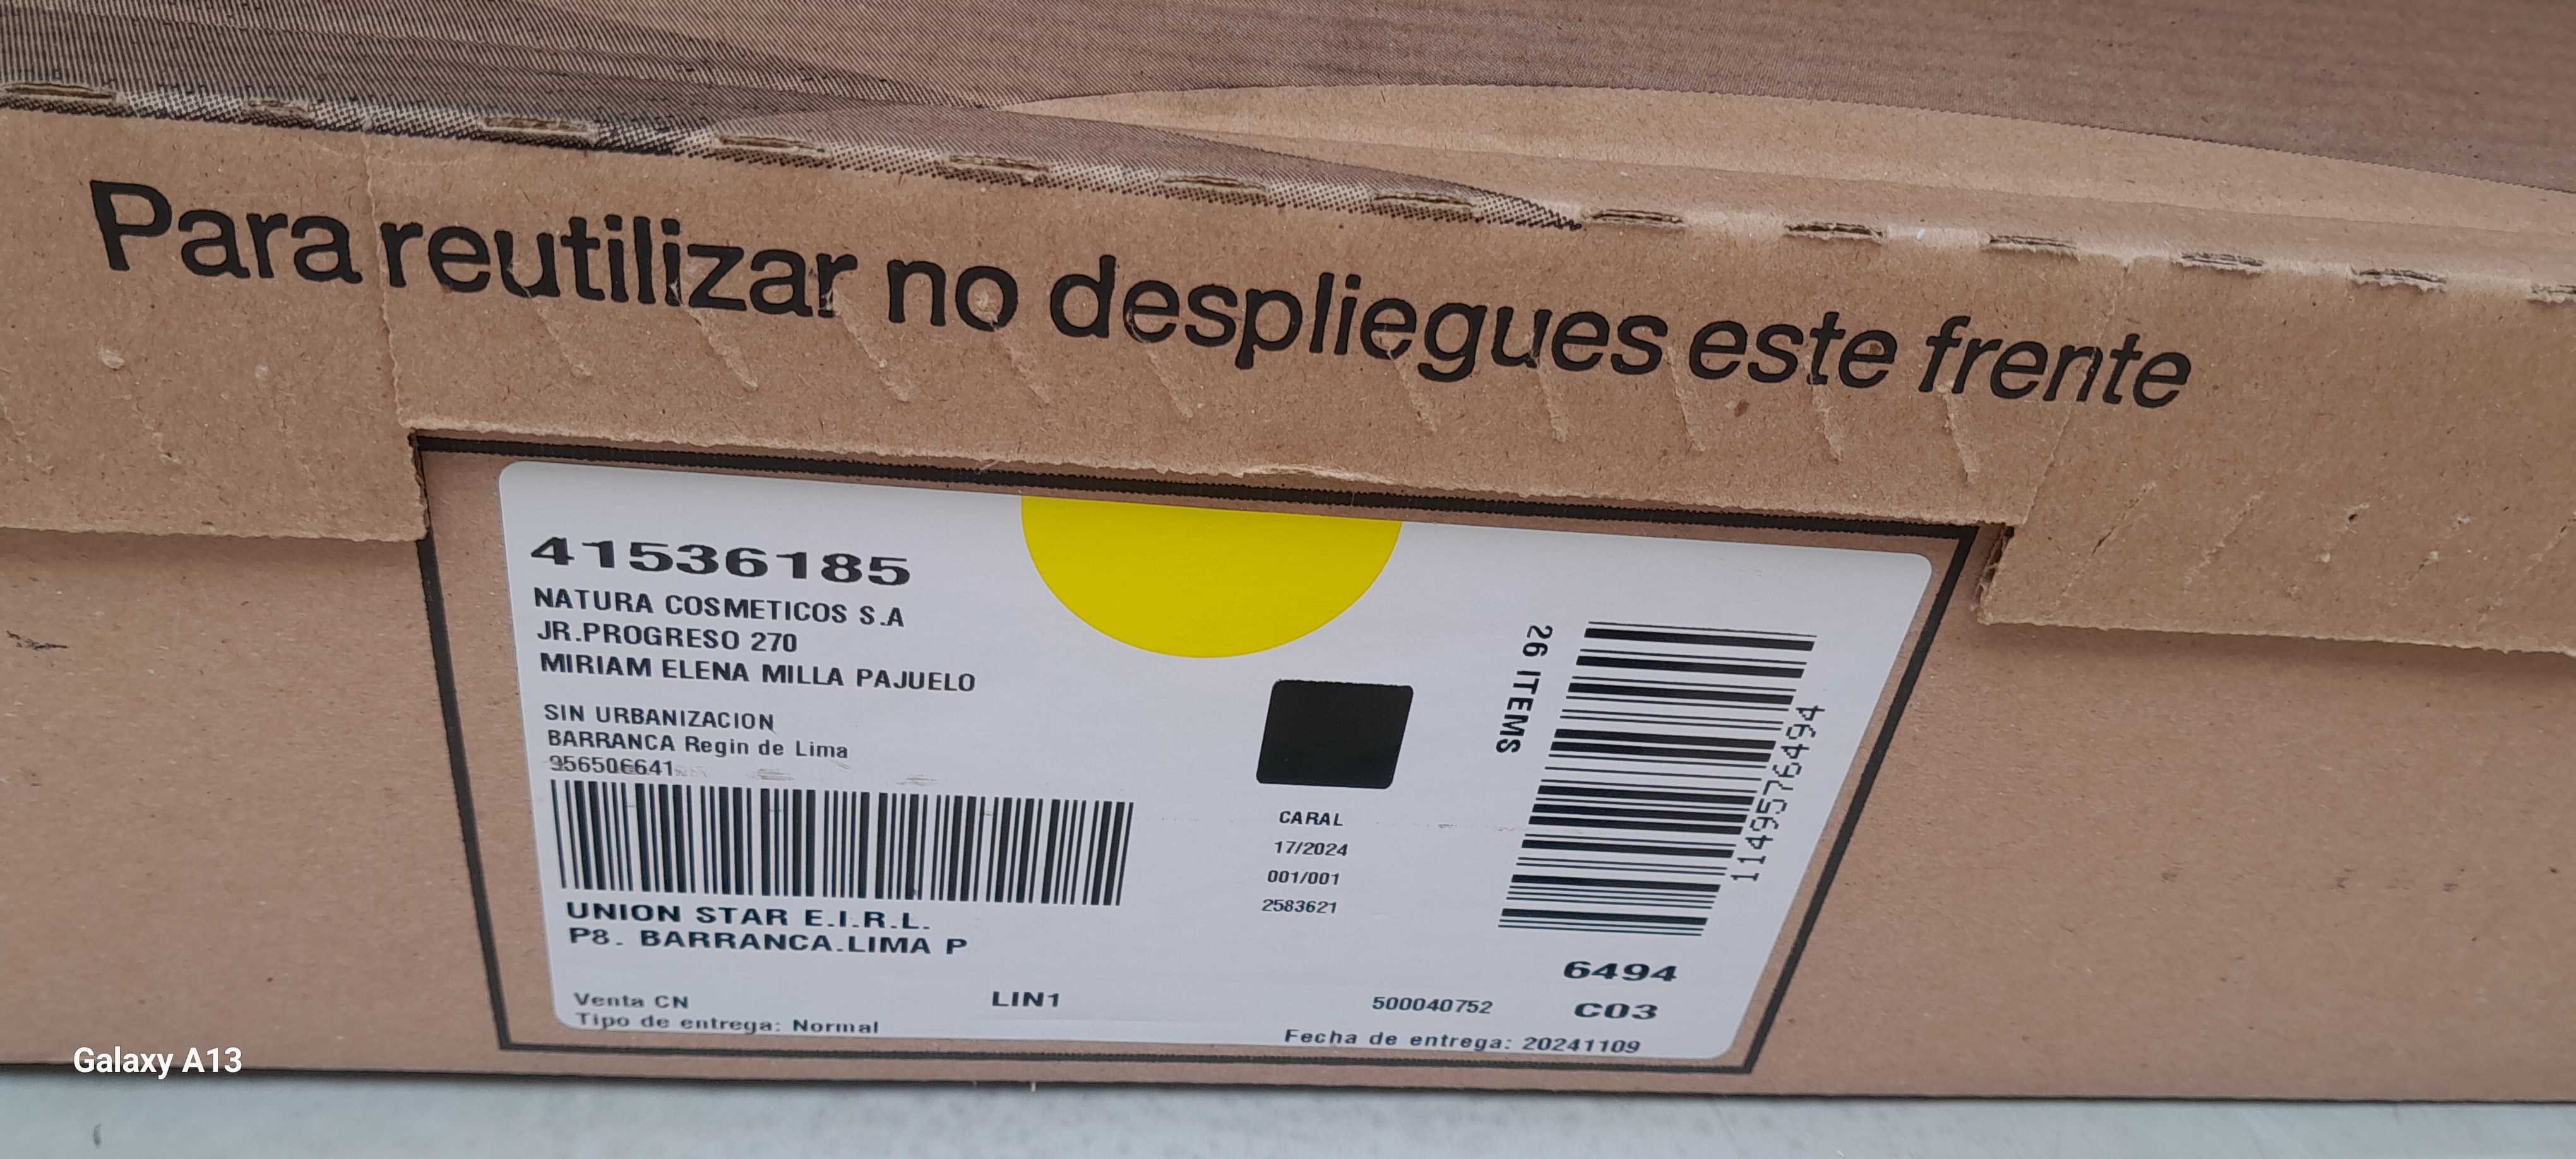 Para reutilizar no despliegues este frente
41536185
NATURA COSMETICOS S.A
JR.PROGRESO 270
MIRIAM ELENA MILLA PAJUELO
SIN URBANIZACION
BARRANCA Regin de Lima
956506641
UNION STAR E.I.R.L.
P8. BARRANCA.LIMA P
Venta CN
Tipo de entrega: Normal
LIN1
CARAL
17/2024
001/001
2583621
26 ITEMS
1149576494
6494
500040752
C03
Fecha de entrega: 20241109
Galaxy A13